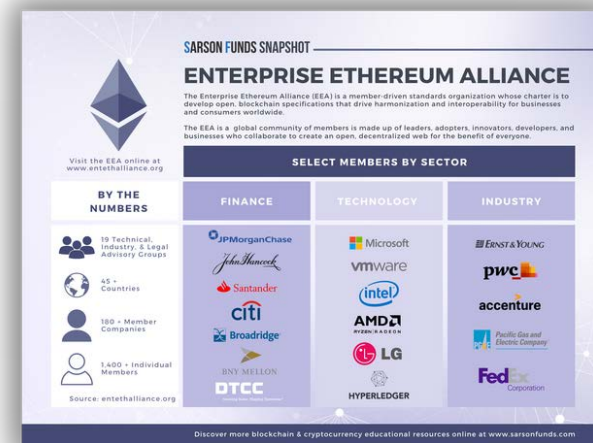 SARSON FUNDS SNAPSHOT
ENTERPRISE ETHEREUM ALLIANCE
The Enterprise Ethereum Alliance (EEA) is a member-driven standards organization whose charter is to
develop open, blockchain specifications that drive harmonization and interoperability for businesses
and consumers worldwide.
The EEA is a global community of members is made up of leaders, adopters, innovators, developers, and
businesses who collaborate to create an open, decentralized web for the benefit of everyone.
Visit the EEA online at
www.entethalliance.org
SELECT MEMBERS BY SECTOR
BY THE
NUMBERS
19 Technical,
Industry, & Legal
Advisory Groups
45 +
Countries
180 + Member
Companies
1,400 + Individual
Members
Source: entethalliance.org
FINANCE
JPMorganChase
John Hancock
Santander
citi
Broadridge
BNY MELLON
DTCC
TECHNOLOGY
Microsoft
vmware
intel
AMD
RYZEN RADEON
LG
HYPERLEDGER
INDUSTRY
ERNST & YOUNG
pwc
accenture
Pacific Gas and
Electric Company
FedEx
Corporation
Discover more blockchain & cryptocurrency educational resources online at www.sarsonfunds.com